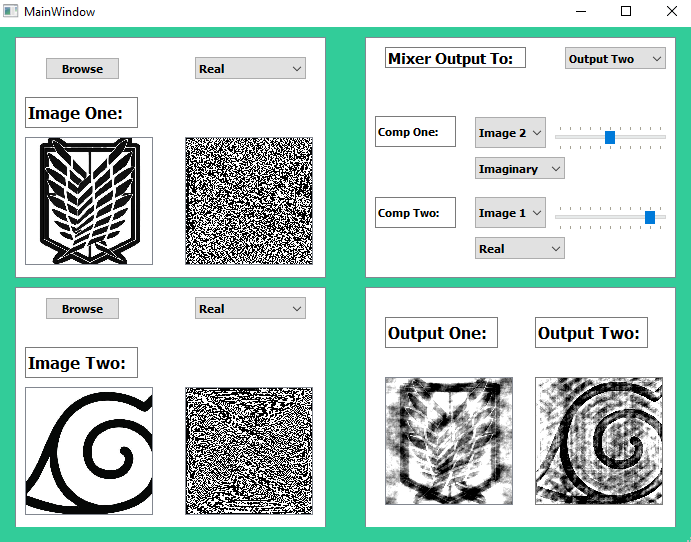 MainWindow
Browse
Real
Image One:
Browse
Real
Image Two:
Mixer Output To:
Output Two
Comp One:
Image 2
Imaginary
Comp Two:
Image 1
Real
Output One:
Output Two: